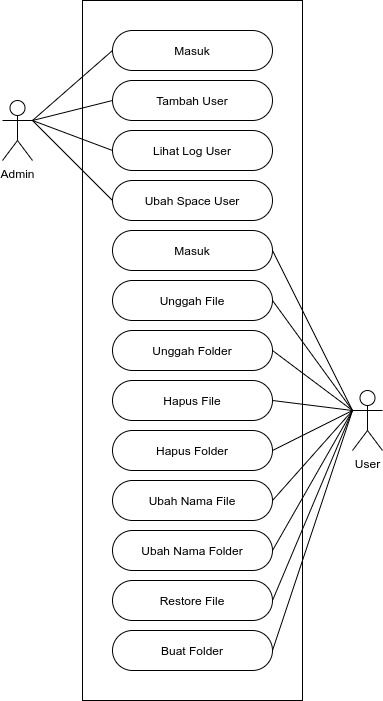 Masuk
Tambah User
Lihat Log User
Ubah Space User
Admin
Masuk
Unggah File
Unggah Folder
Hapus File
Hapus Folder
User
Ubah Nama File
Ubah Nama Folder
Restore File
Buat Folder